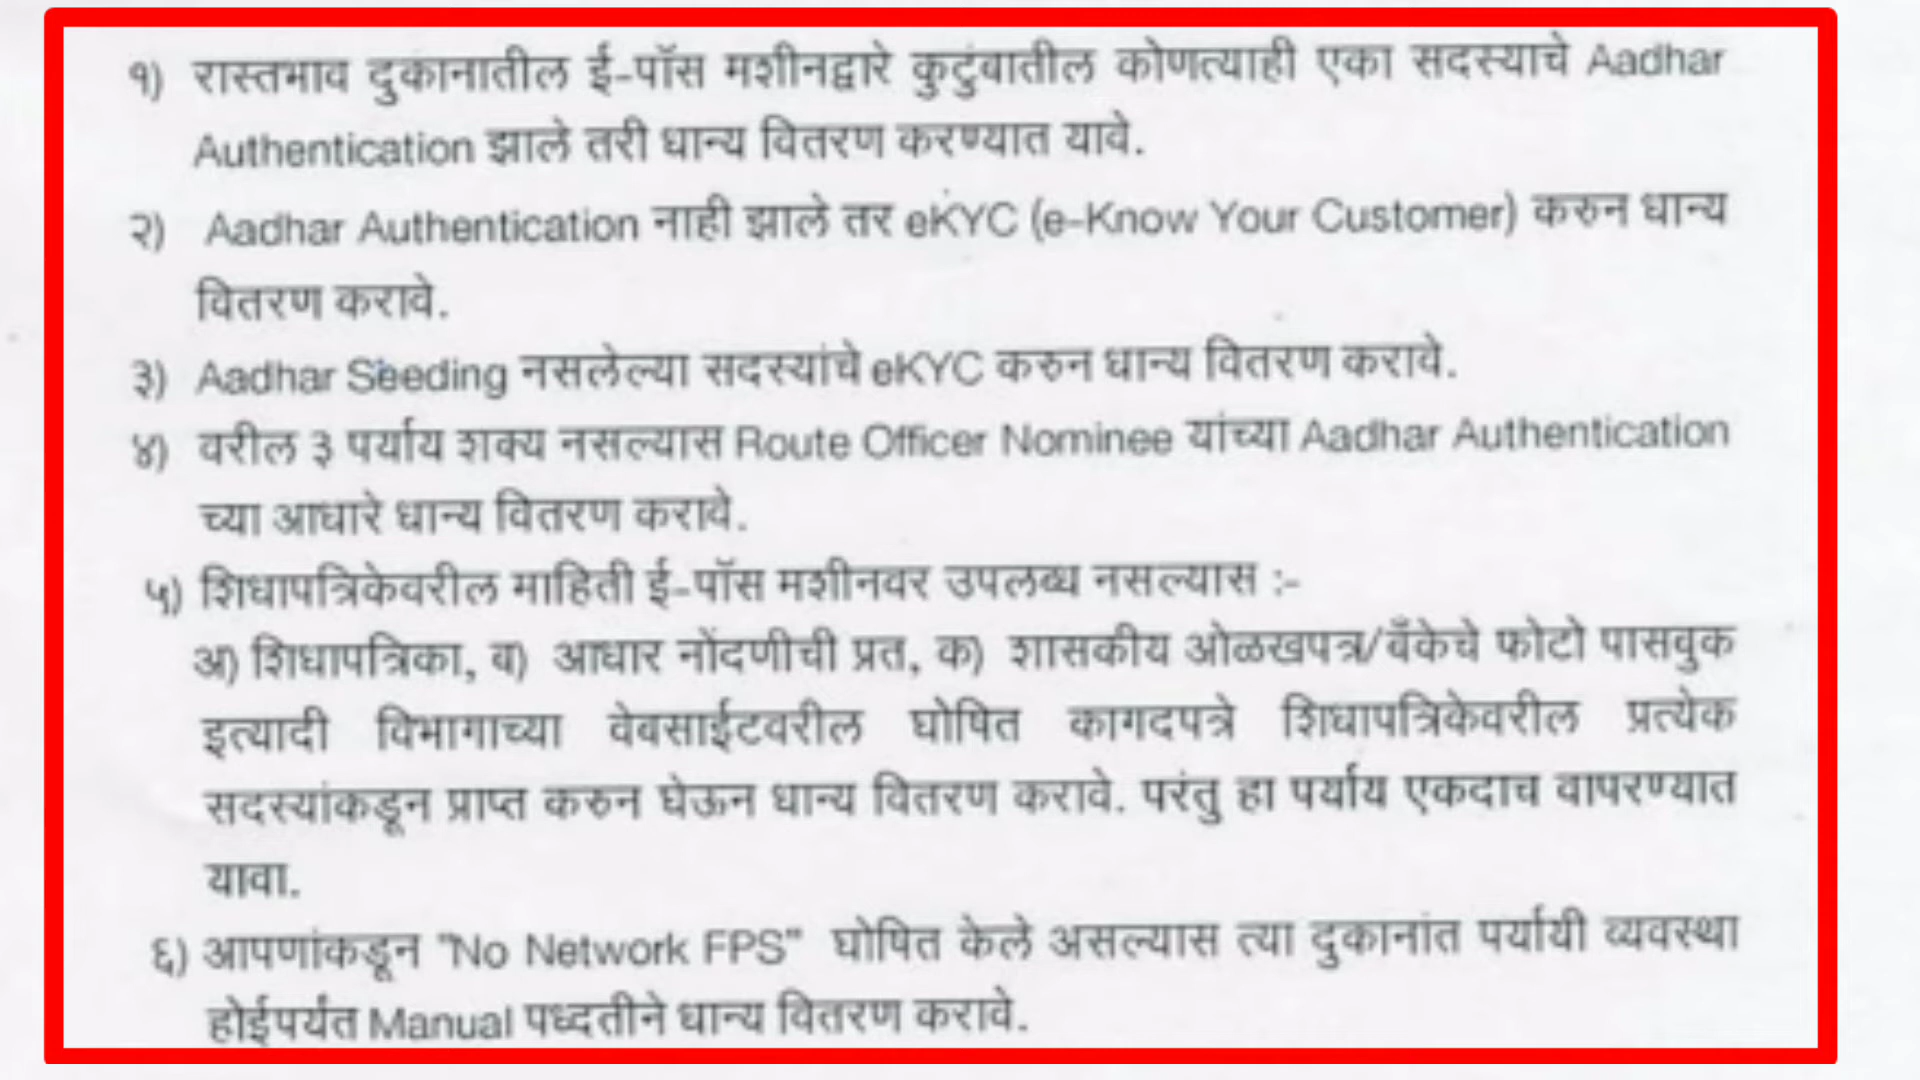 १) रास्तभाव दुकानातील ई-पॉस मशीनद्वारे कुटुंबातील कोणत्याही एका सदस्याचे Aadhar
Authentication झाले तरी धान्य वितरण करण्यात यावे.
२) Aadhar Authentication नाही झाले तर eKYC (e-Know Your Customer) करुन धान्य
वितरण करावे.
३) Aadhar Seeding नसलेल्या सदस्यांचे eKYC करुन धान्य वितरण करावे.
४) वरील ३ पर्याय शक्य नसल्यास Route Officer Nominee यांच्या Aadhar Authentication
च्या आधारे धान्य वितरण करावे.
५) शिधापत्रिकेवरील माहिती ई-पॉस मशीनवर उपलब्ध नसल्यास :-
अ) शिधापत्रिका, ब) आधार नोंदणीची प्रत, क) शासकीय ओळखपत्र/बँकेचे फोटो पासबुक
इत्यादी विभागाच्या वेबसाईटवरील घोषित कागदपत्रे शिधापत्रिकेवरील प्रत्येक
सदस्यांकडून प्राप्त करुन घेऊन धान्य वितरण करावे. परंतु हा पर्याय एकदाच वापरण्यात
यावा.
६) आपणांकडून "No Network FPS" घोषित केले असल्यास त्या दुकानांत पर्यायी व्यवस्था
होईपर्यंत Manual पध्दतीने धान्य वितरण करावे.